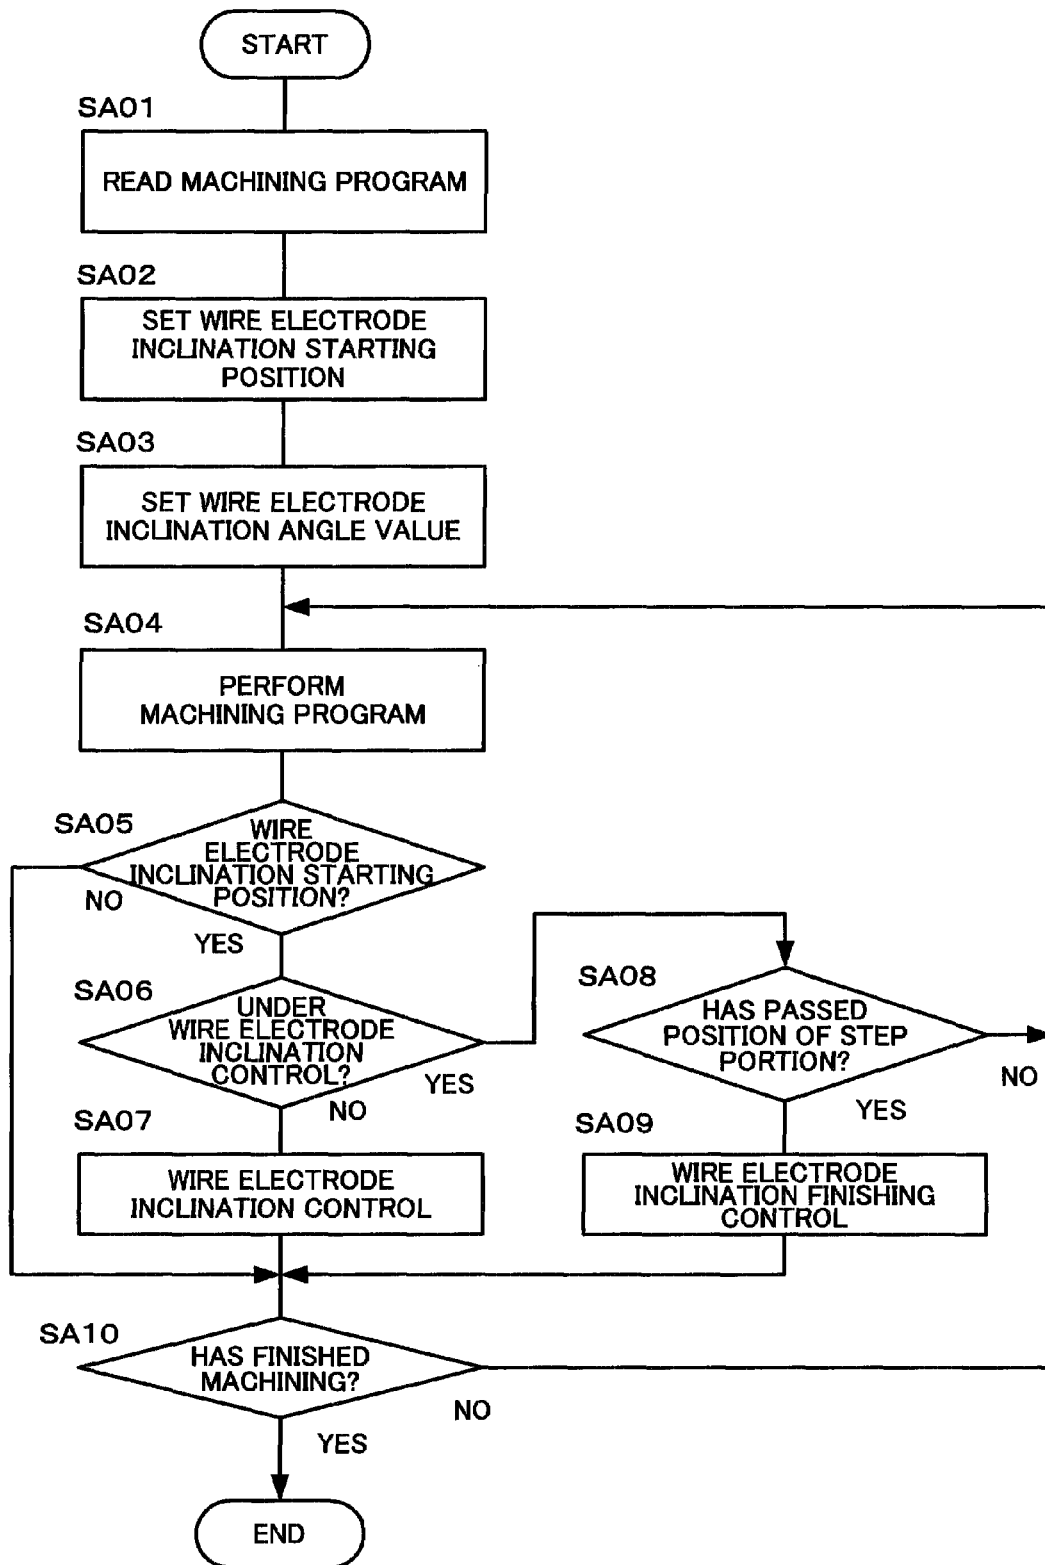 START
SA01
READ MACHINING PROGRAM
SA02
SET WIRE ELECTRODE
INCLINATION STARTING
POSITION
SA03
SET WIRE ELECTRODE
INCLINATION ANGLE VALUE
SA04
PERFORM
MACHINING PROGRAM
SA05
WIRE
ELECTRODE
INCLINATION STARTING
POSITION?
NO
YES
SA06
UNDER
WIRE ELECTRODE
INCLINATION
CONTROL?
YES
NO
SA07
WIRE ELECTRODE
INCLINATION CONTROL
SA08
HAS PASSED
POSITION OF STEP
PORTION?
NO
YES
SA09
WIRE ELECTRODE
INCLINATION FINISHING
CONTROL
SA10
HAS FINISHED
MACHINING?
NO
YES
END